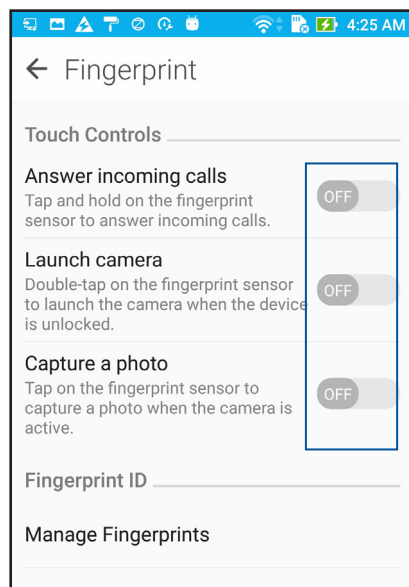 4:25 AM
Fingerprint
Touch Controls
Answer incoming calls
Tap and hold on the fingerprint
sensor to answer incoming calls.
OFF
Launch camera
Double-tap on the fingerprint sensor
to launch the camera when the device
is unlocked.
OFF
Capture a photo
Tap on the fingerprint sensor to
capture a photo when the camera is
active.
OFF
Fingerprint ID
Manage Fingerprints